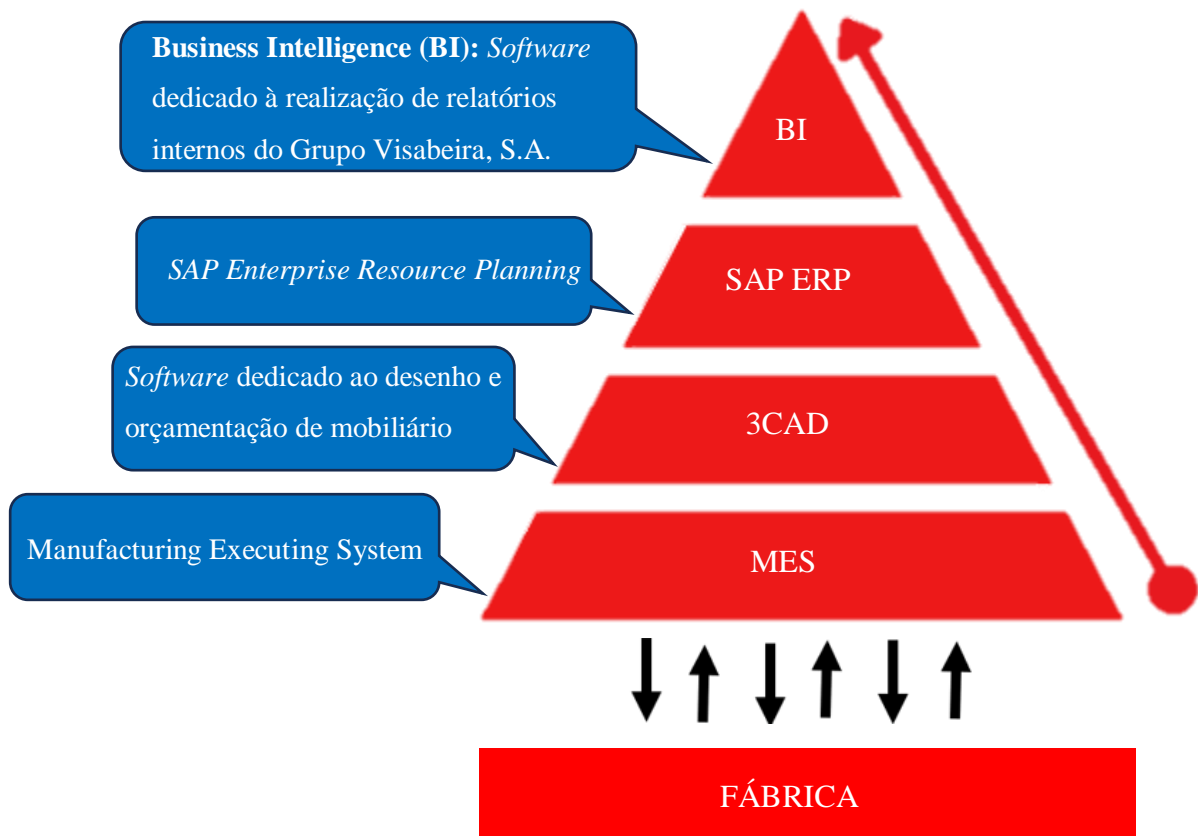 Business Intelligence (BI): Software
dedicado à realização de relatórios
internos do Grupo Visabeira, S.A.
BI
SAP Enterprise Resource Planning
SAP ERP
Software dedicado ao desenho e
orçamentação de mobiliário
3CAD
Manufacturing Executing System
MES
FÁBRICA